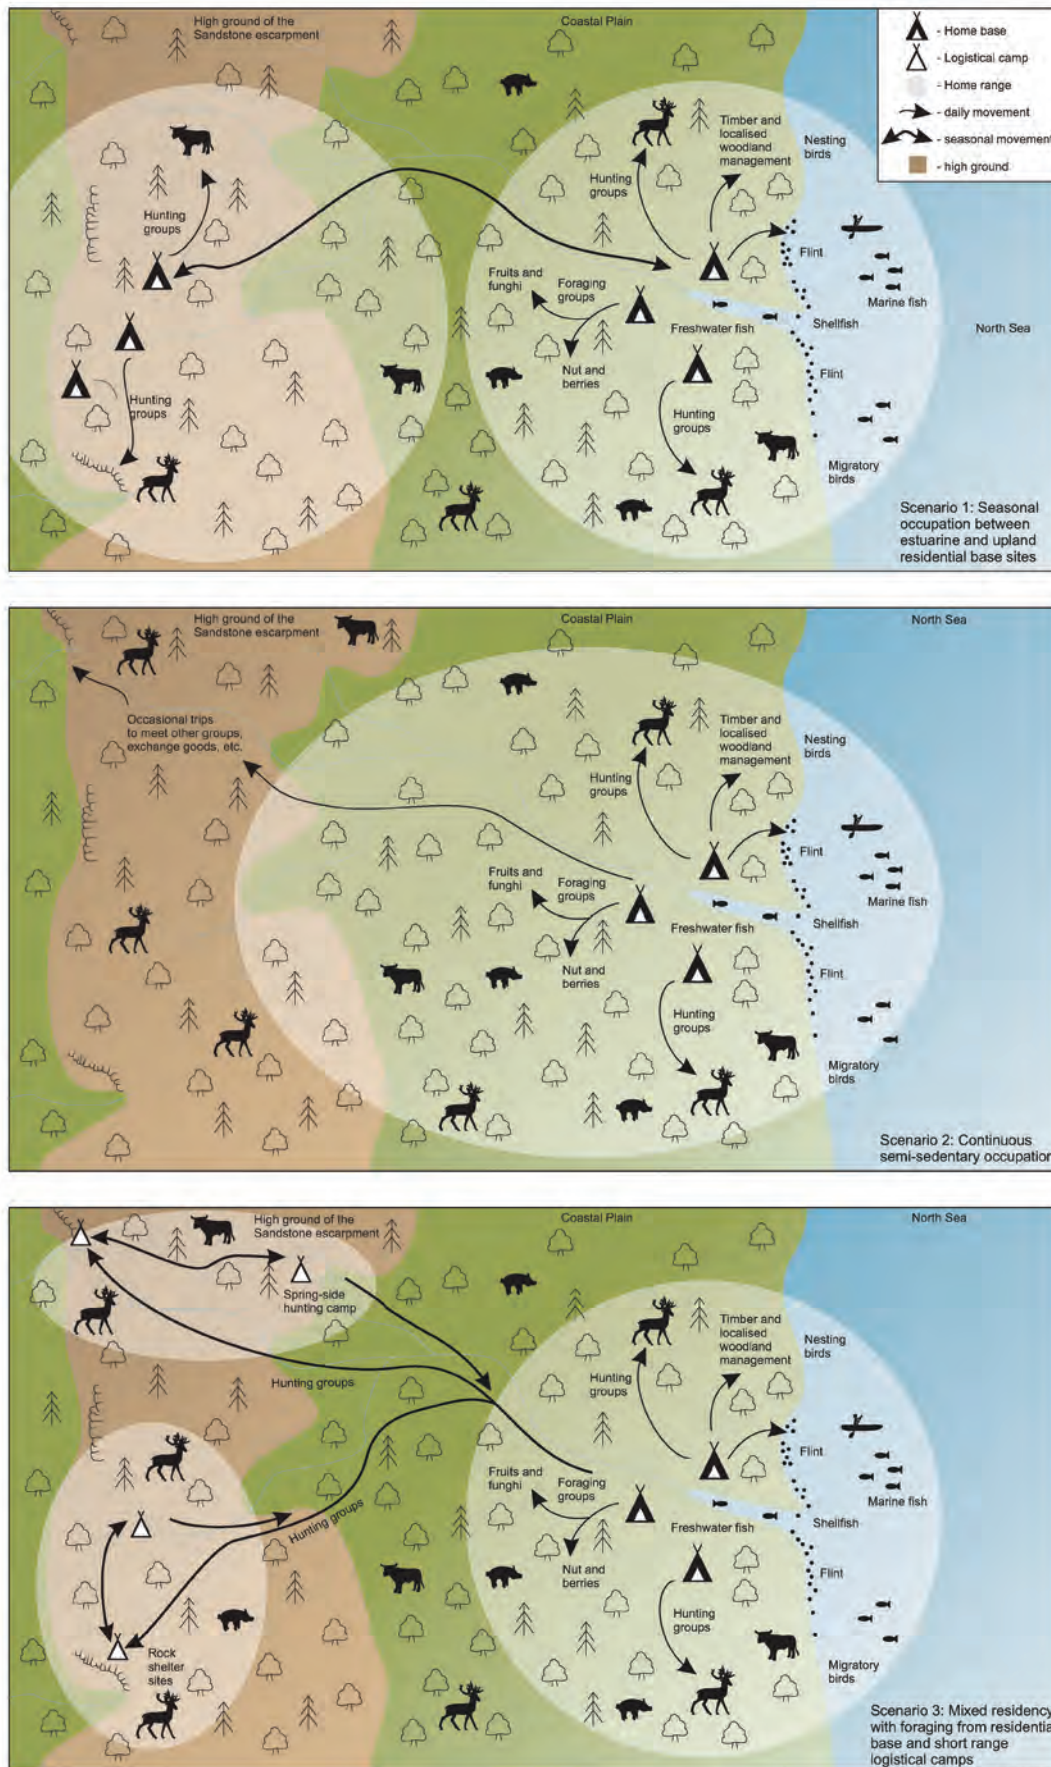 High ground of the
Sandstone escarpment
Coastal Plain
- Home base
- Logistical camp
- Home range
- daily movement
- seasonal movement
- high ground
Timber and
localised
woodland
management
Nesting
birds
Hunting
groups
Hunting
groups
Flint
Fruits and
funghi
Foraging
groups
Marine fish
Freshwater fish
Shellfish
North Sea
Nut and
berries
Flint
Hunting
groups
Hunting
groups
Migratory
birds
Scenario 1: Seasonal
occupation between
estuarine and upland
residential base sites
High ground of the
Sandstone escarpment
Coastal Plain
North Sea
Occasional trips
to meet other groups,
exchange goods, etc.
Timber and
localised
woodland
management
Nesting
birds
Hunting
groups
Flint
Fruits and
funghi
Foraging
groups
Marine fish
Freshwater fish
Shellfish
Nut and
berries
Flint
Hunting
groups
Migratory
birds
Scenario 2: Continuous
semi-sedentary occupation
High ground of the
Sandstone escarpment
Coastal Plain
North Sea
Spring-side
hunting camp
Timber and
localised
woodland
management
Nesting
birds
Hunting groups
Hunting
groups
Flint
Fruits and
funghi
Foraging
groups
Marine fish
Hunting groups
Freshwater fish
Shellfish
Nut and
berries
Flint
Hunting
groups
Rock
shelter
sites
Migratory
birds
Scenario 3: Mixed residency
with foraging from residentia
base and short range
logistical camps